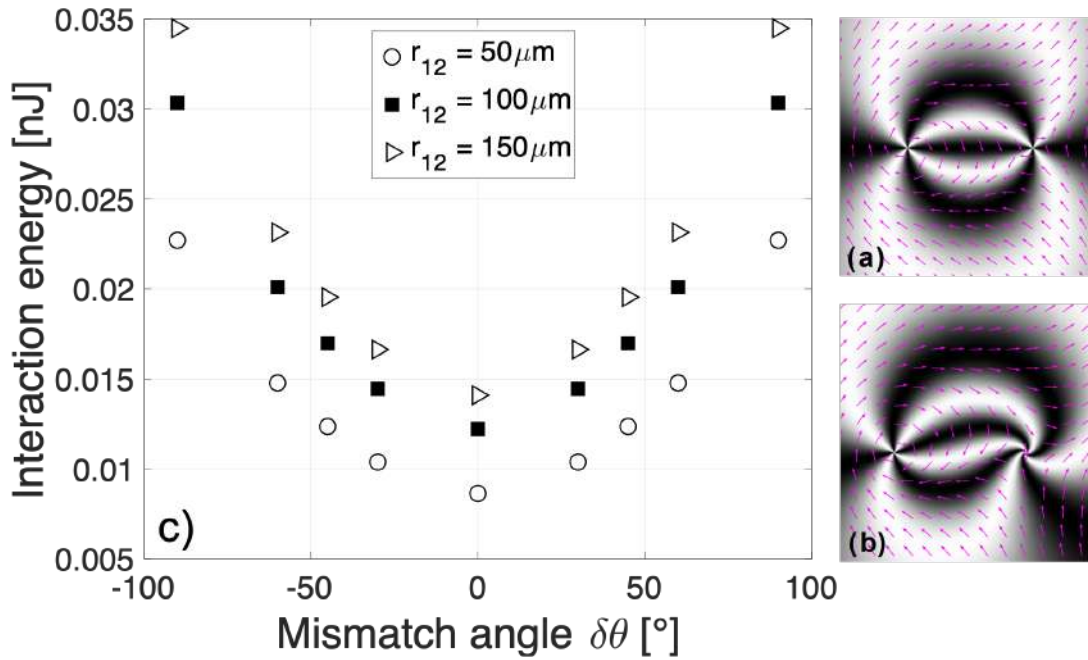 0.035
0.03
0.025
0.02
0.015
0.01
0.005
Interaction energy [nJ]
r12 = 50μm
r12 = 100μm
r12 = 150μm
c)
-100
-50
0
50
100
Mismatch angle δθ [°]
(a)
(b)